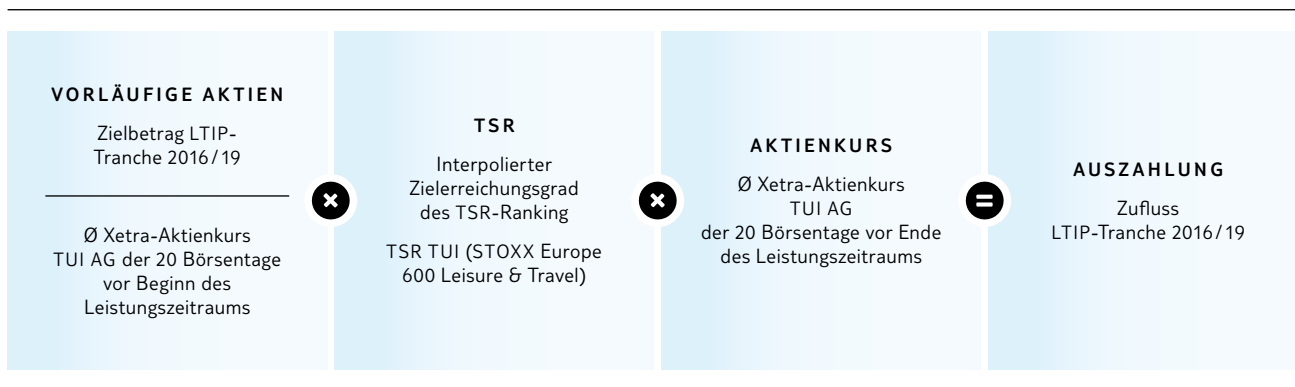 VORLÄUFIGE AKTIEN
Zielbetrag LTIP-
Tranche 2016/19
Ø Xetra-Aktienkurs
TUI AG der 20 Börsentage
vor Beginn des
Leistungszeitraums
×
TSR
Interpolierter
Zielerreichungsgrad
des TSR-Ranking
TSR TUI (STOXX Europe
600 Leisure & Travel)
×
AKTIENKURS
Ø Xetra-Aktienkurs
TUI AG
der 20 Börsentage vor Ende
des Leistungszeitraums
=
AUSZAHLUNG
Zufluss
LTIP-Tranche 2016/19